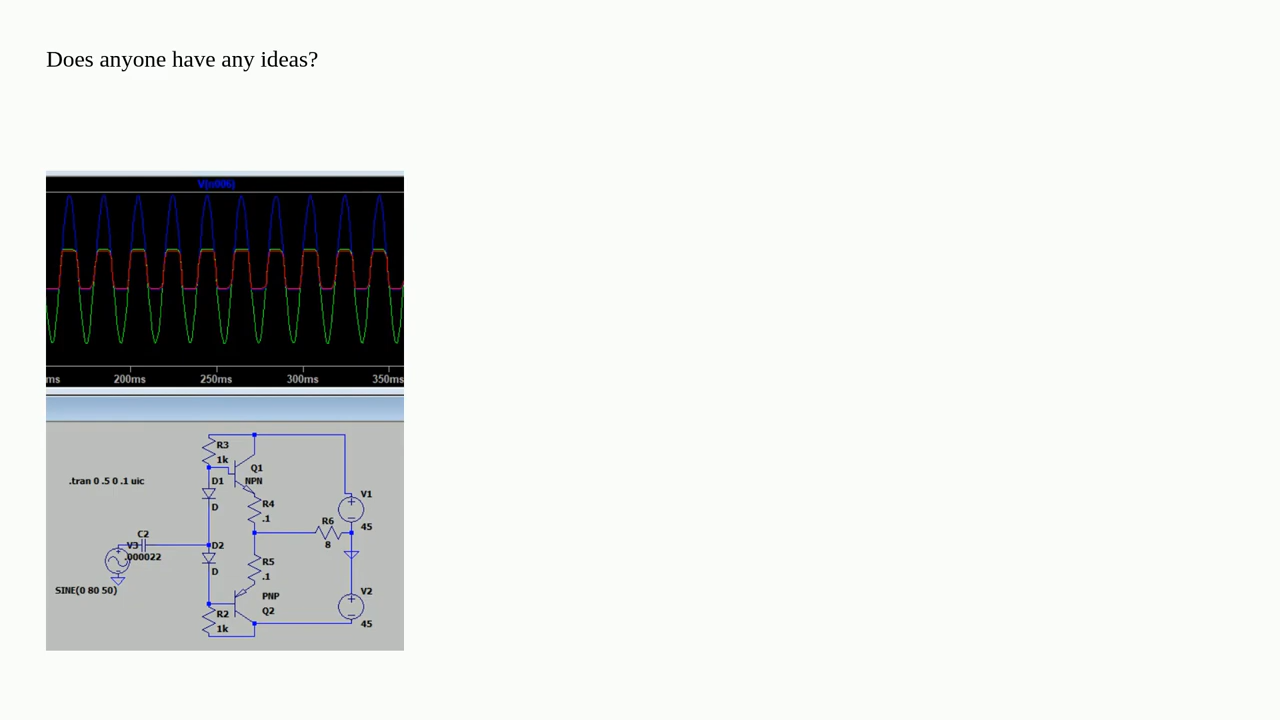 Does anyone have any ideas?
V(n006)
ms
200ms
250ms
300ms
350ms
R3
1k
Q1
NPN
.tran 0 .5 0 .1 uic
D1
D
R4
.1
V1
45
R6
8
C2
V3
.000022
D2
D
R5
.1
SINE(0 80 50)
PNP
Q2
R2
1k
V2
45